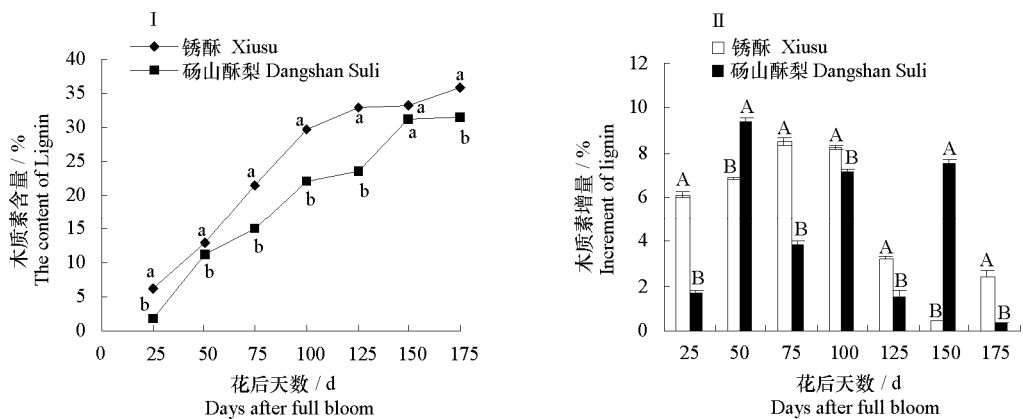 I
锈酥 Xiusu
砀山酥梨 Dangshan Suli
木质素含量 / %
The content of Lignin
40
35
30
25
20
15
10
5
0
a
a
a
a
a
a
a
b
b
b
b
b
a
b
0 25 50 75 100 125 150 175
花后天数 / d
Days after full bloom
II
锈酥 Xiusu
砀山酥梨 Dangshan Suli
木质素增量 / %
Increment of lignin
12
10
8
6
4
2
0
A B
B A
A B
A B
A B
B A
A B
25 50 75 100 125 150 175
花后天数 / d
Days after full bloom